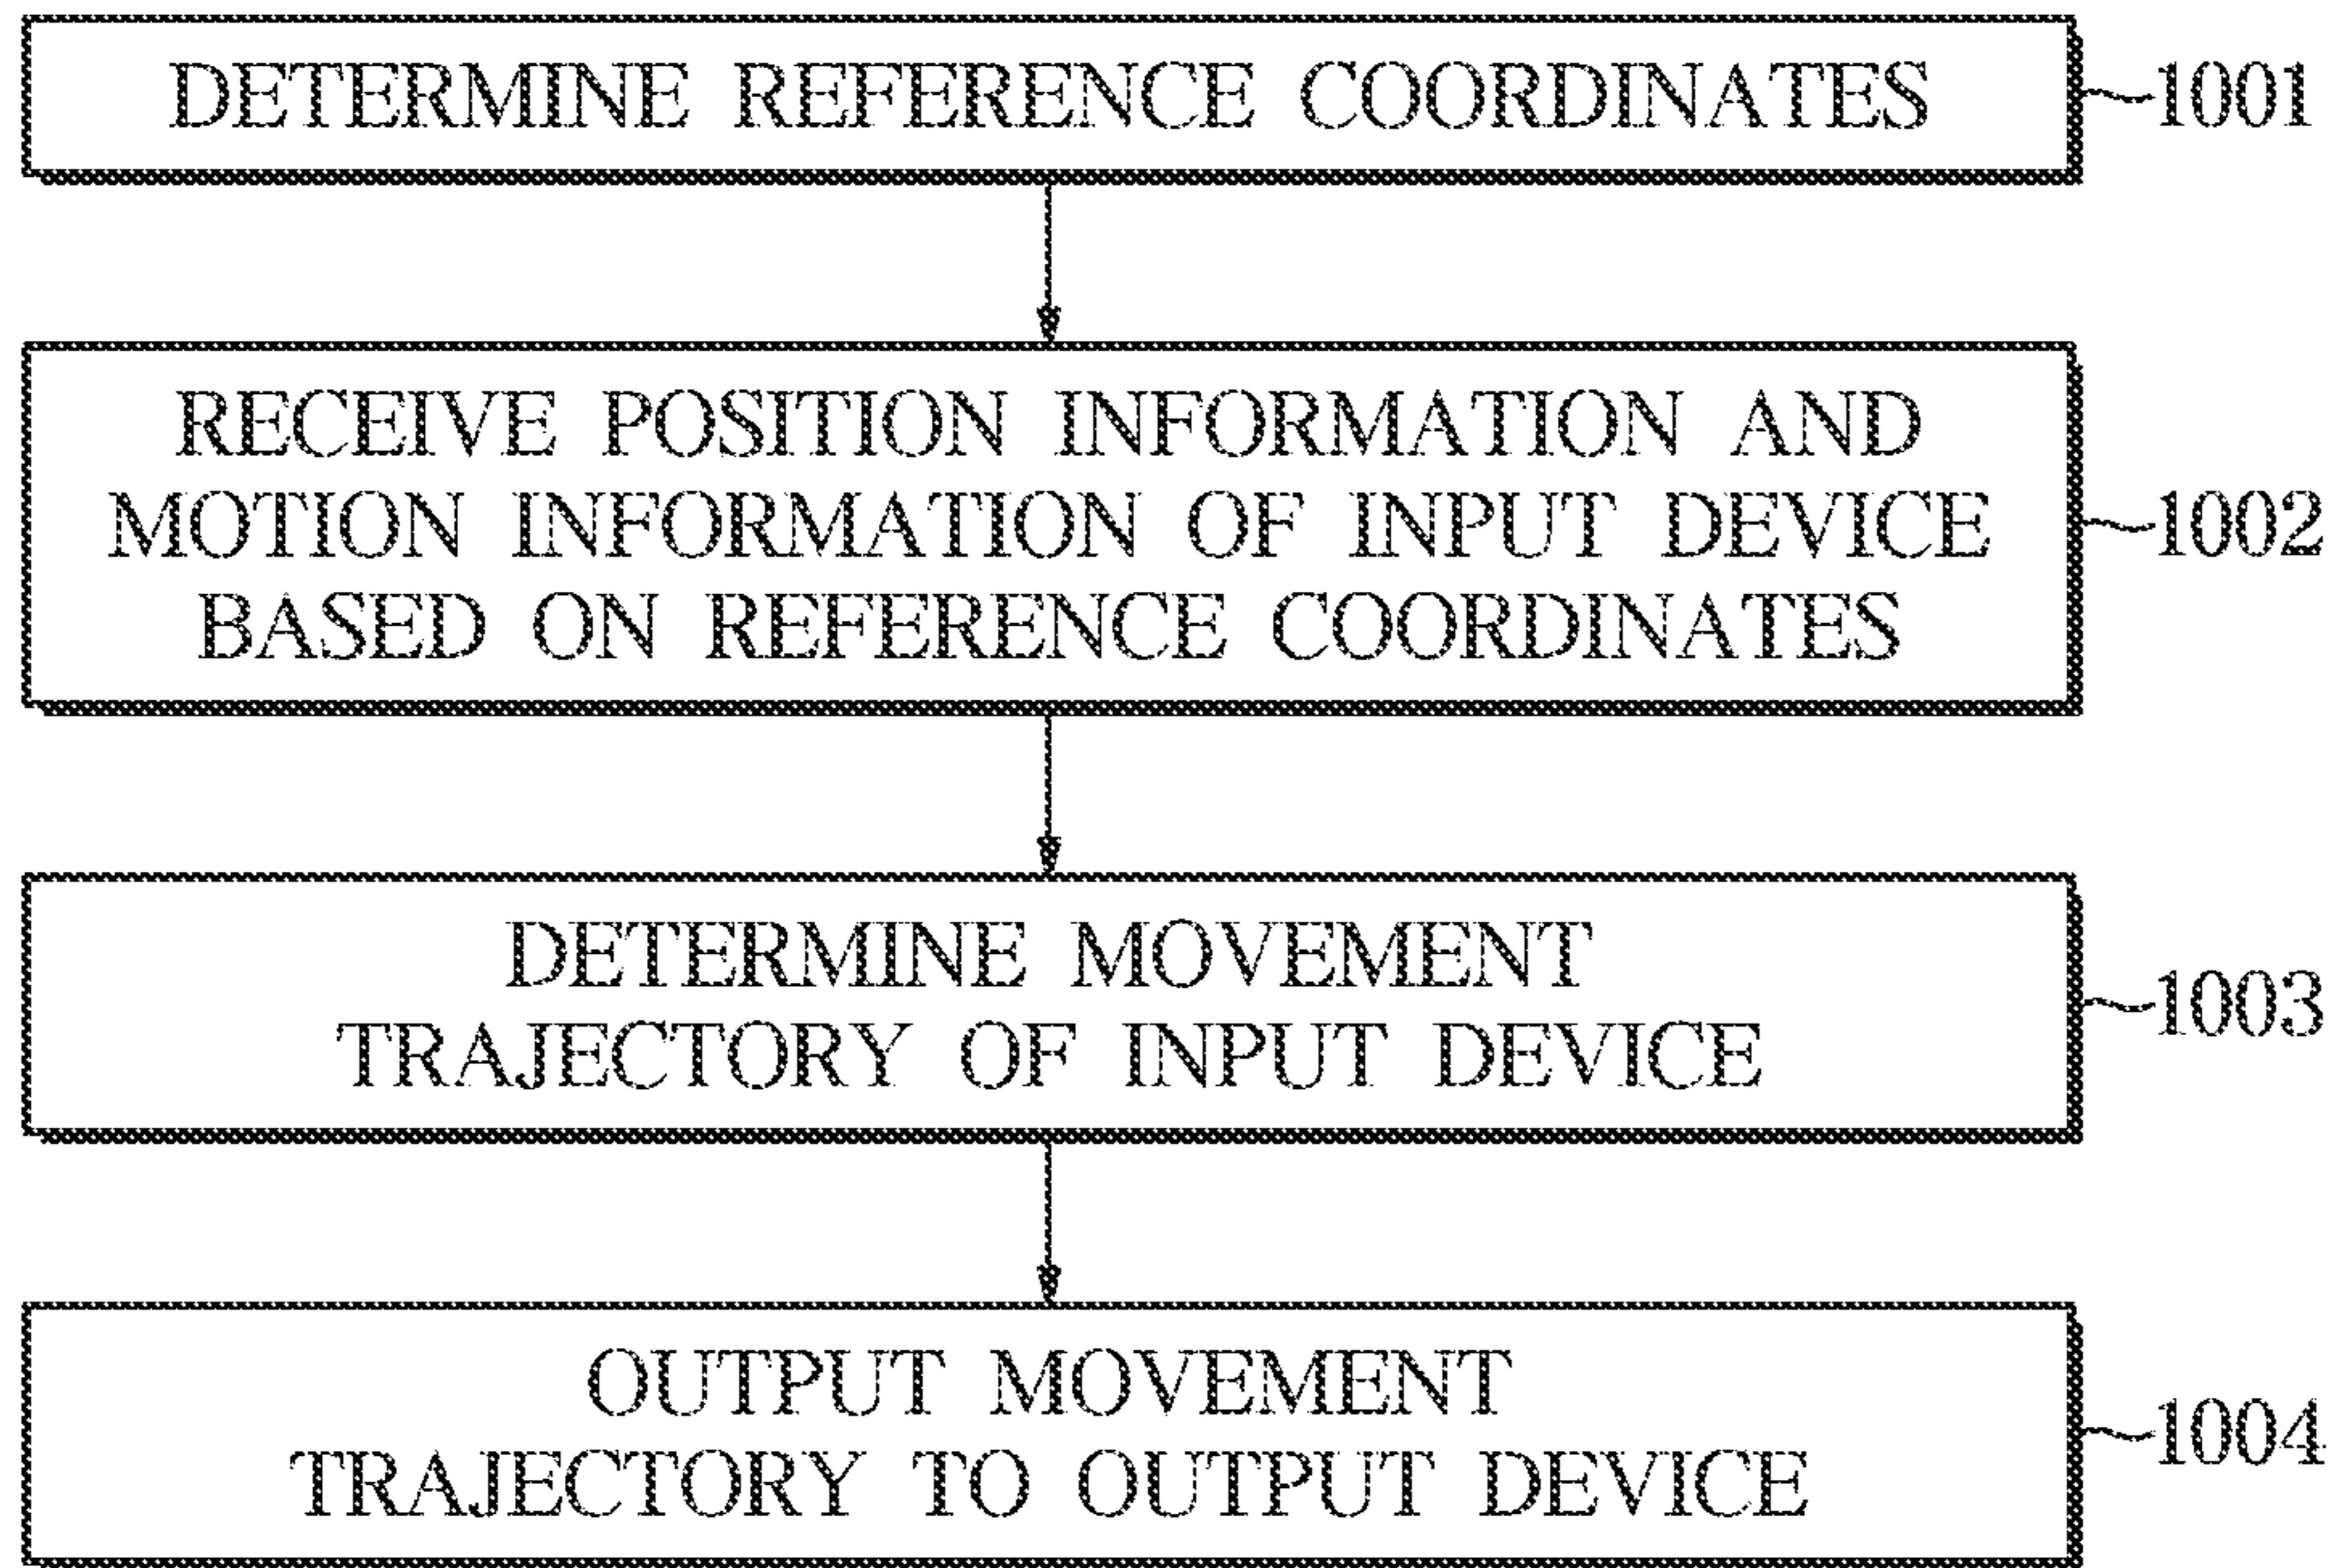 DETERMINE REFERENCE COORDINATES
1001
RECEIVE POSITION INFORMATION AND
MOTION INFORMATION OF INPUT DEVICE
BASED ON REFERENCE COORDINATES
1002
DETERMINE MOVEMENT
TRAJECTORY OF INPUT DEVICE
1003
OUTPUT MOVEMENT
TRAJECTORY TO OUTPUT DEVICE
1004